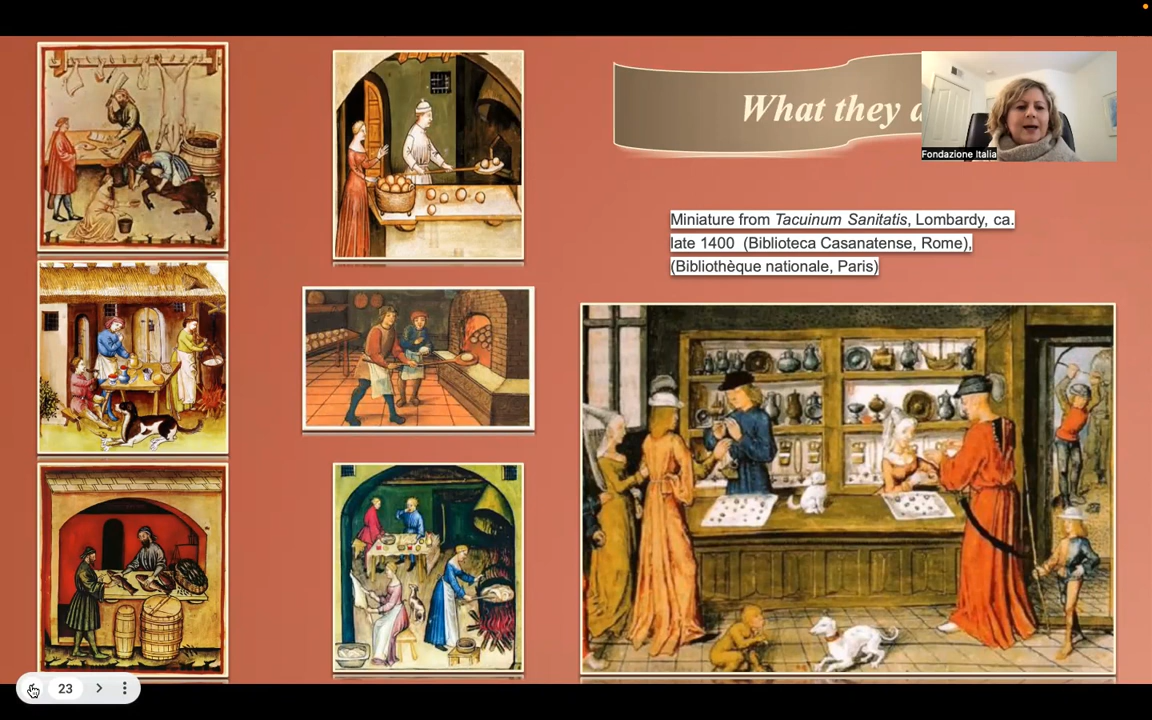 What they
Fondazione Italia
Miniature from Tacuinum Sanitatis, Lombardy, ca.
late 1400 (Biblioteca Casanatense, Rome),
(Bibliothèque nationale, Paris)
23